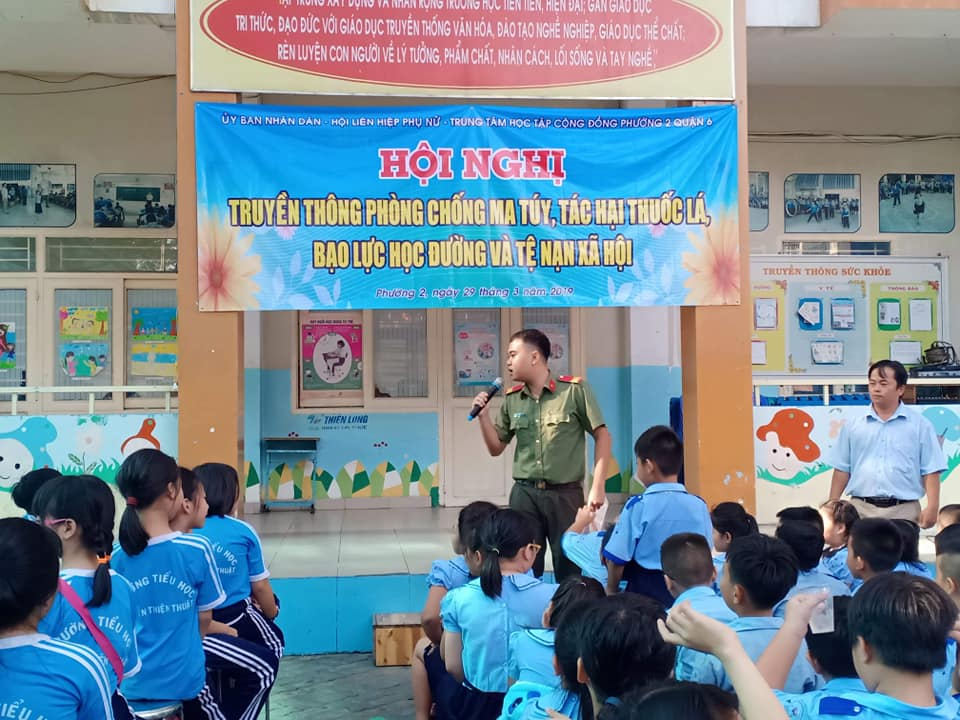 TẬP TRUNG XÂY DỰNG VÀ NHÂN RỘNG TRƯỜNG HỌC TIÊN TIẾN, HIỆN ĐẠI; GẮN GIÁO DỤC
TRI THỨC, ĐẠO ĐỨC VỚI GIÁO DỤC TRUYỀN THỐNG VĂN HÓA, ĐÀO TẠO NGHỀ NGHIỆP, GIÁO DỤC THỂ CHẤT;
RÈN LUYỆN CON NGƯỜI VỀ LÝ TƯỞNG, PHẨM CHẤT, NHÂN CÁCH, LỐI SỐNG VÀ TAY NGHỀ,"
ỦY BAN NHÂN DÂN - HỘI LIÊN HIỆP PHỤ NỮ - TRUNG TÂM HỌC TẬP CỘNG ĐỒNG PHƯỜNG 2 QUẬN 6
HỘI NGHỊ
TRUYỀN THÔNG PHÒNG CHỐNG MA TÚY, TÁC HẠI THUỐC LÁ,
BẠO LỰC HỌC ĐƯỜNG VÀ TỆ NẠN XÃ HỘI
Phường 2, ngày 29 tháng 3 năm 2019
TRUYỀN THÔNG SỨC KHỎE
Y TẾ
THÔNG BÁO
THIÊN LONG
TRƯỜNG TIỂU HỌC
THIỆN THUẬT